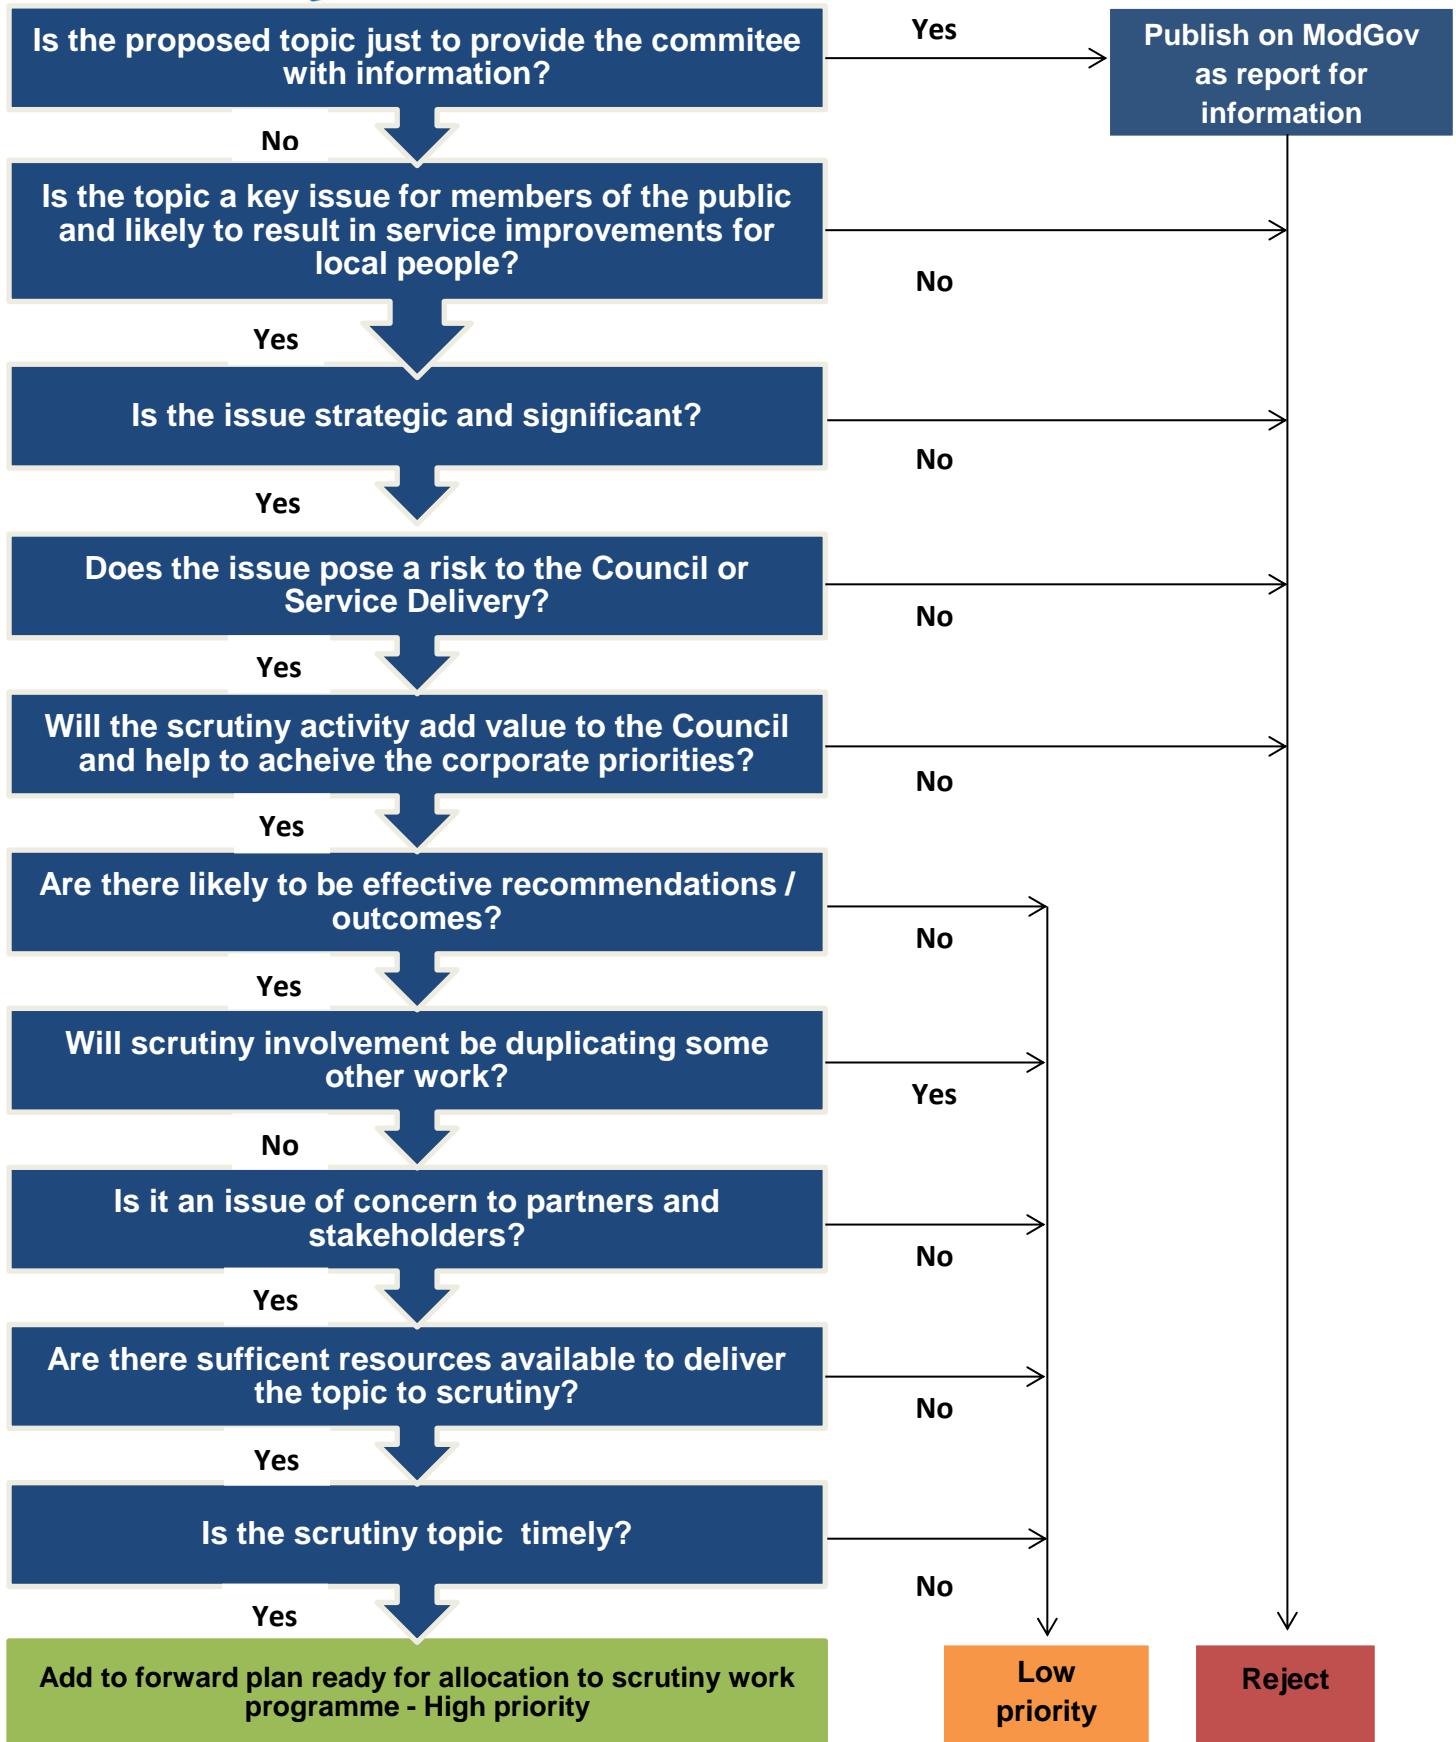 Is the proposed topic just to provide the commitee
with information?
Yes
Publish on ModGov
as report for
information
No
Is the topic a key issue for members of the public
and likely to result in service improvements for
local people?
No
Yes
Is the issue strategic and significant?
No
Yes
Does the issue pose a risk to the Council or
Service Delivery?
No
Yes
Will the scrutiny activity add value to the Council
and help to acheive the corporate priorities?
No
Yes
Are there likely to be effective recommendations /
outcomes?
No
Yes
Will scrutiny involvement be duplicating some
other work?
Yes
No
Is it an issue of concern to partners and
stakeholders?
No
Yes
Are there sufficent resources available to deliver
the topic to scrutiny?
No
Yes
Is the scrutiny topic  timely?
No
Yes
Add to forward plan ready for allocation to scrutiny work
programme - High priority
Low
priority
Reject